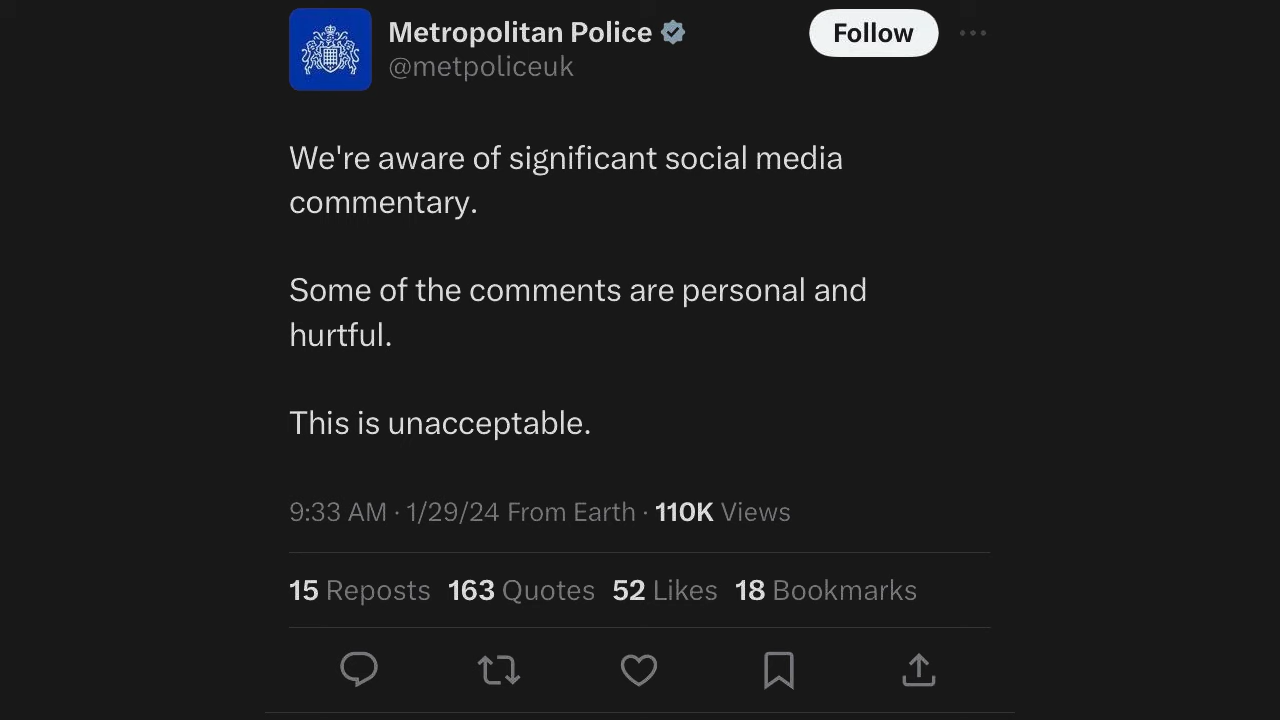 Metropolitan Police
Follow
@metpoliceuk
We're aware of significant social media
commentary.
Some of the comments are personal and
hurtful.
This is unacceptable.
9:33 AM · 1/29/24 From Earth · 110K Views
15 Reposts 163 Quotes 52 Likes 18 Bookmarks